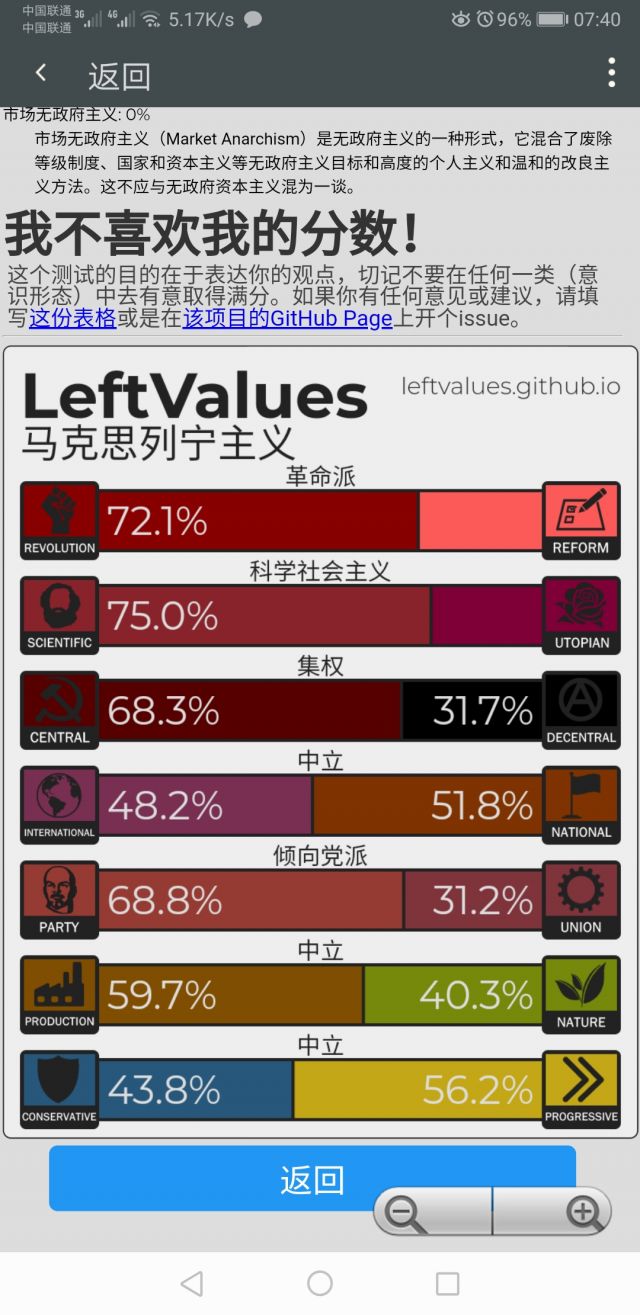 中国联通 3G 4G 5.17K/s 96% 07:40
中国联通
返回
市场无政府主义: 0%
市场无政府主义（Market Anarchism）是无政府主义的一种形式，它混合了废除
等级制度、国家和资本主义等无政府主义目标和高度的个人主义和温和的改良主
义方法。这不应与无政府资本主义混为一谈。
我不喜欢我的分数！
这个测试的目的在于表达你的观点，切记不要在任何一类（意
识形态）中去有意取得满分。如果你有任何意见或建议，请填
写这份表格或是在该项目的GitHub Page上开个issue。
LeftValues leftvalues.github.io
马克思列宁主义
革命派
72.1%
REVOLUTION REFORM
科学社会主义
75.0%
SCIENTIFIC UTOPIAN
集权
68.3% 31.7%
CENTRAL DECENTRAL
中立
48.2% 51.8%
INTERNATIONAL NATIONAL
倾向党派
68.8% 31.2%
PARTY UNION
中立
59.7% 40.3%
PRODUCTION NATURE
中立
43.8% 56.2%
CONSERVATIVE PROGRESSIVE
返回